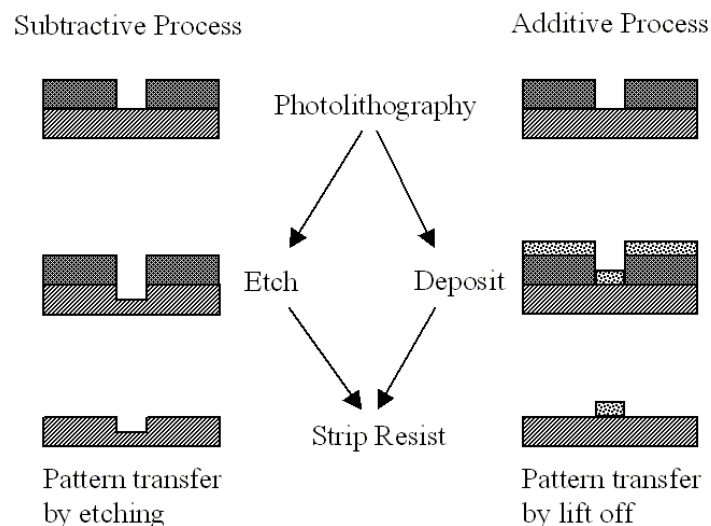 Subtractive Process
Additive Process
Photolithography
Etch
Deposit
Strip Resist
Pattern transfer
by etching
Pattern transfer
by lift off